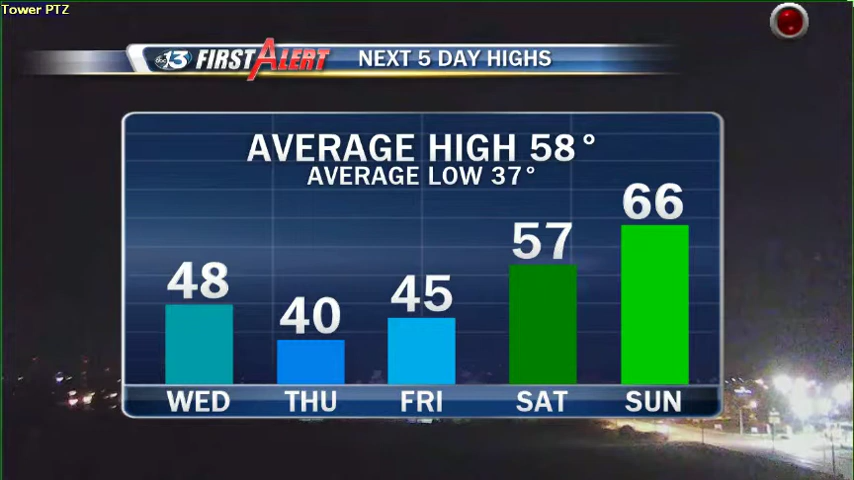 Tower PTZ
abc 13 FIRST ALERT NEXT 5 DAY HIGHS
AVERAGE HIGH 58°
AVERAGE LOW 37°
48 40 45 57 66
WED THU FRI SAT SUN